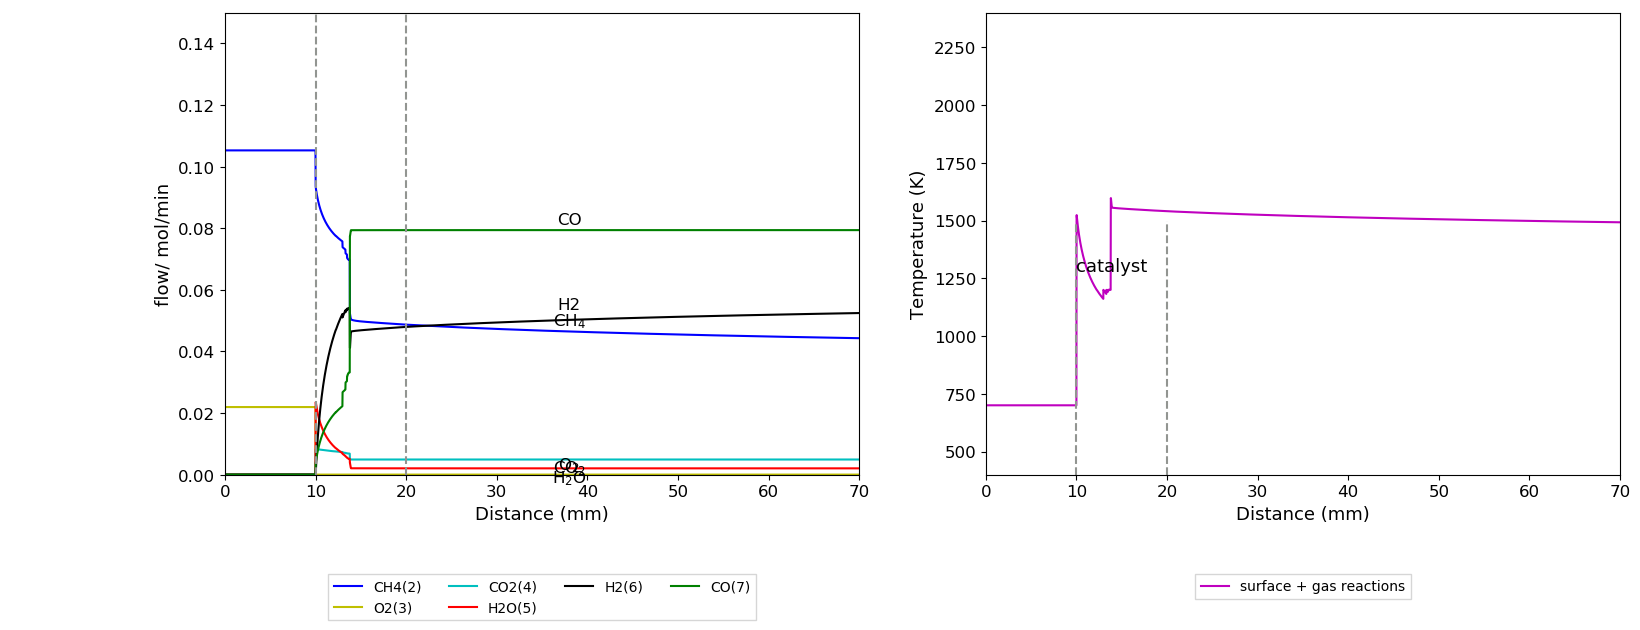 0.14
0.12
0.10
0.08
0.06
0.04
0.02
0.00
flow/ mol/min
CO
H2
CH4
O2
CO2
H2O
0 10 20 30 40 50 60 70
Distance (mm)
CH4(2) CO2(4) H2(6) CO(7)
O2(3) H2O(5)
2250
2000
1750
1500
1250
1000
750
500
Temperature (K)
catalyst
0 10 20 30 40 50 60 70
Distance (mm)
surface + gas reactions